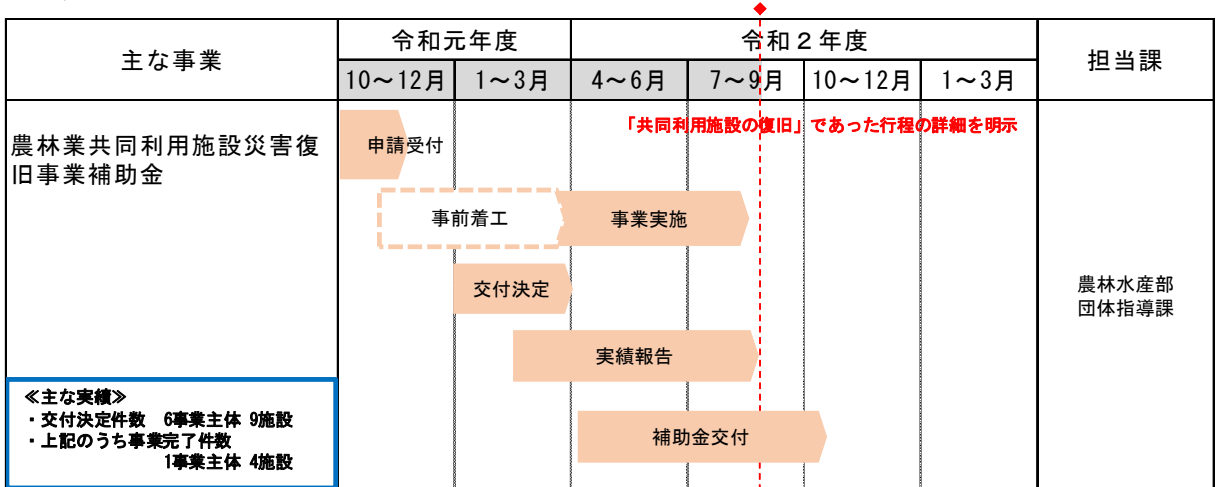 主な事業
令和元年度
令和２年度
担当課
10～12月
1～3月
4～6月
7～9月
10～12月
1～3月
「共同利用施設の復旧」であった行程の詳細を明示
農林業共同利用施設災害復
旧事業補助金
申請受付
事前着工
事業実施
交付決定
農林水産部
団体指導課
実績報告
≪主な実績≫
・交付決定件数　6事業主体 9施設
・上記のうち事業完了件数
1事業主体 4施設
補助金交付